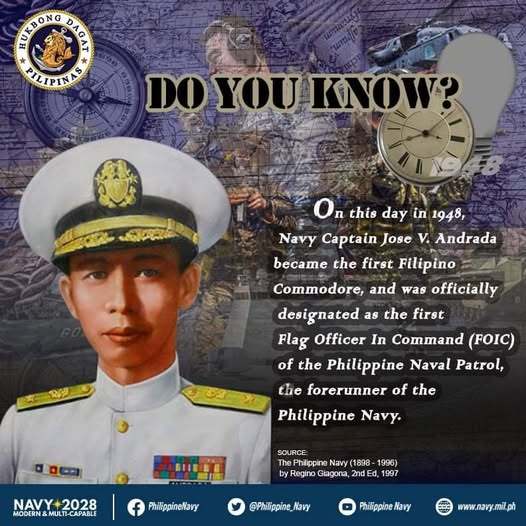 HUKBONG DAGAT
PILIPINAS
DO YOU KNOW?
1948
On this day in 1948,
Navy Captain Jose V. Andrada
became the first Filipino
Commodore, and was officially
designated as the first
Flag Officer In Command (FOIC)
of the Philippine Naval Patrol,
the forerunner of the
Philippine Navy.
SOURCE:
The Philippine Navy (1898 - 1996)
by Regino Giagona, 2nd Ed, 1997
NAVY 2028
MODERN & MULTI-CAPABLE
PhilippineNavy
@Philippine_Navy
Philippine Navy
www.navy.mil.ph